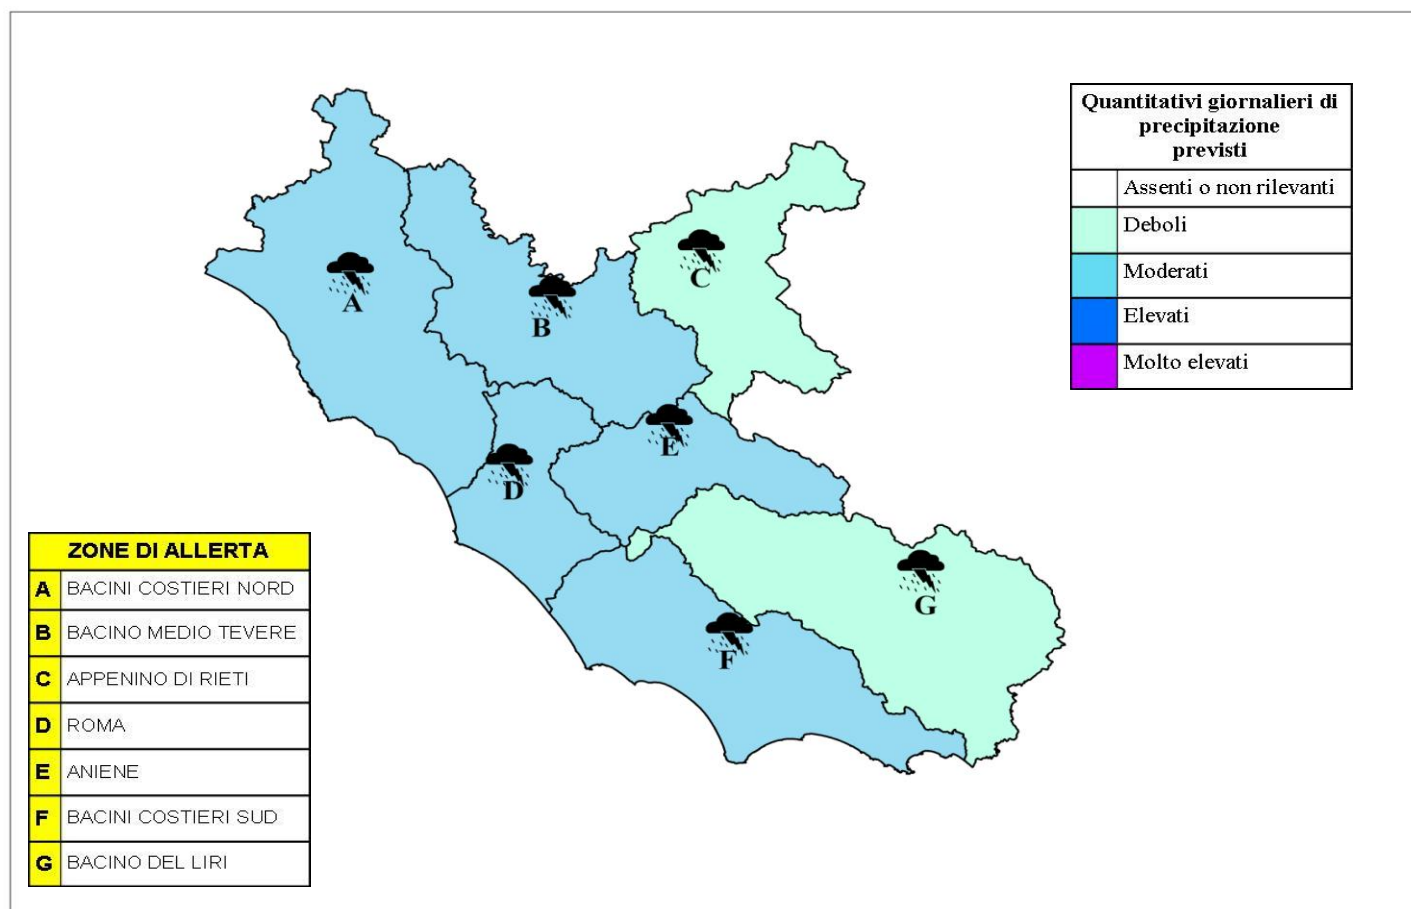 Quantitativi giornalieri di
precipitazione
previsti
Assenti o non rilevanti
Deboli
Moderati
Elevati
Molto elevati
A
B
C
D
E
F
G
ZONE DI ALLERTA
A BACINI COSTIERI NORD
B BACINO MEDIO TEVERE
C APPENINO DI RIETI
D ROMA
E ANIENE
F BACINI COSTIERI SUD
G BACINO DEL LIRI